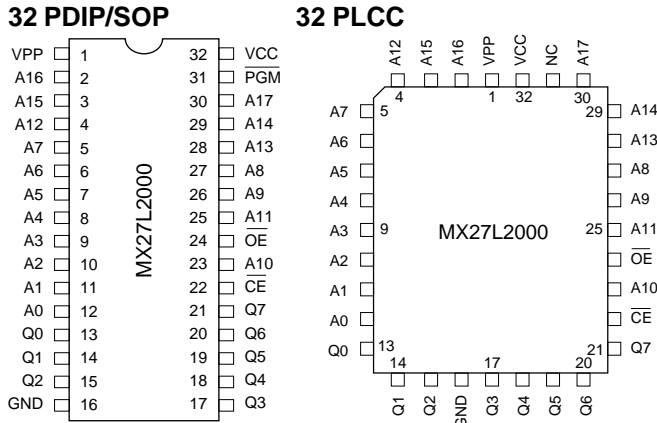 32 PDIP/SOP
VPP 1 32 VCC
A16 2 31 PGM
A15 3 30 A17
A12 4 29 A14
A7 5 28 A13
A6 6 27 A8
A5 7 26 A9
A4 8 25 A11
A3 9 24 OE
A2 10 23 A10
A1 11 22 CE
A0 12 21 Q7
Q0 13 20 Q6
Q1 14 19 Q5
Q2 15 18 Q4
GND 16 17 Q3
MX27L2000
32 PLCC
A12 A15 A16 VPP VCC NC A17
4 1 32 30
A7 5 29 A14
A6 A13
A5 A8
A4 A9
A3 9 MX27L2000 25 A11
A2 OE
A1 A10
A0 CE
Q0 13 21 Q7
14 17 20
Q1 Q2 GND Q3 Q4 Q5 Q6